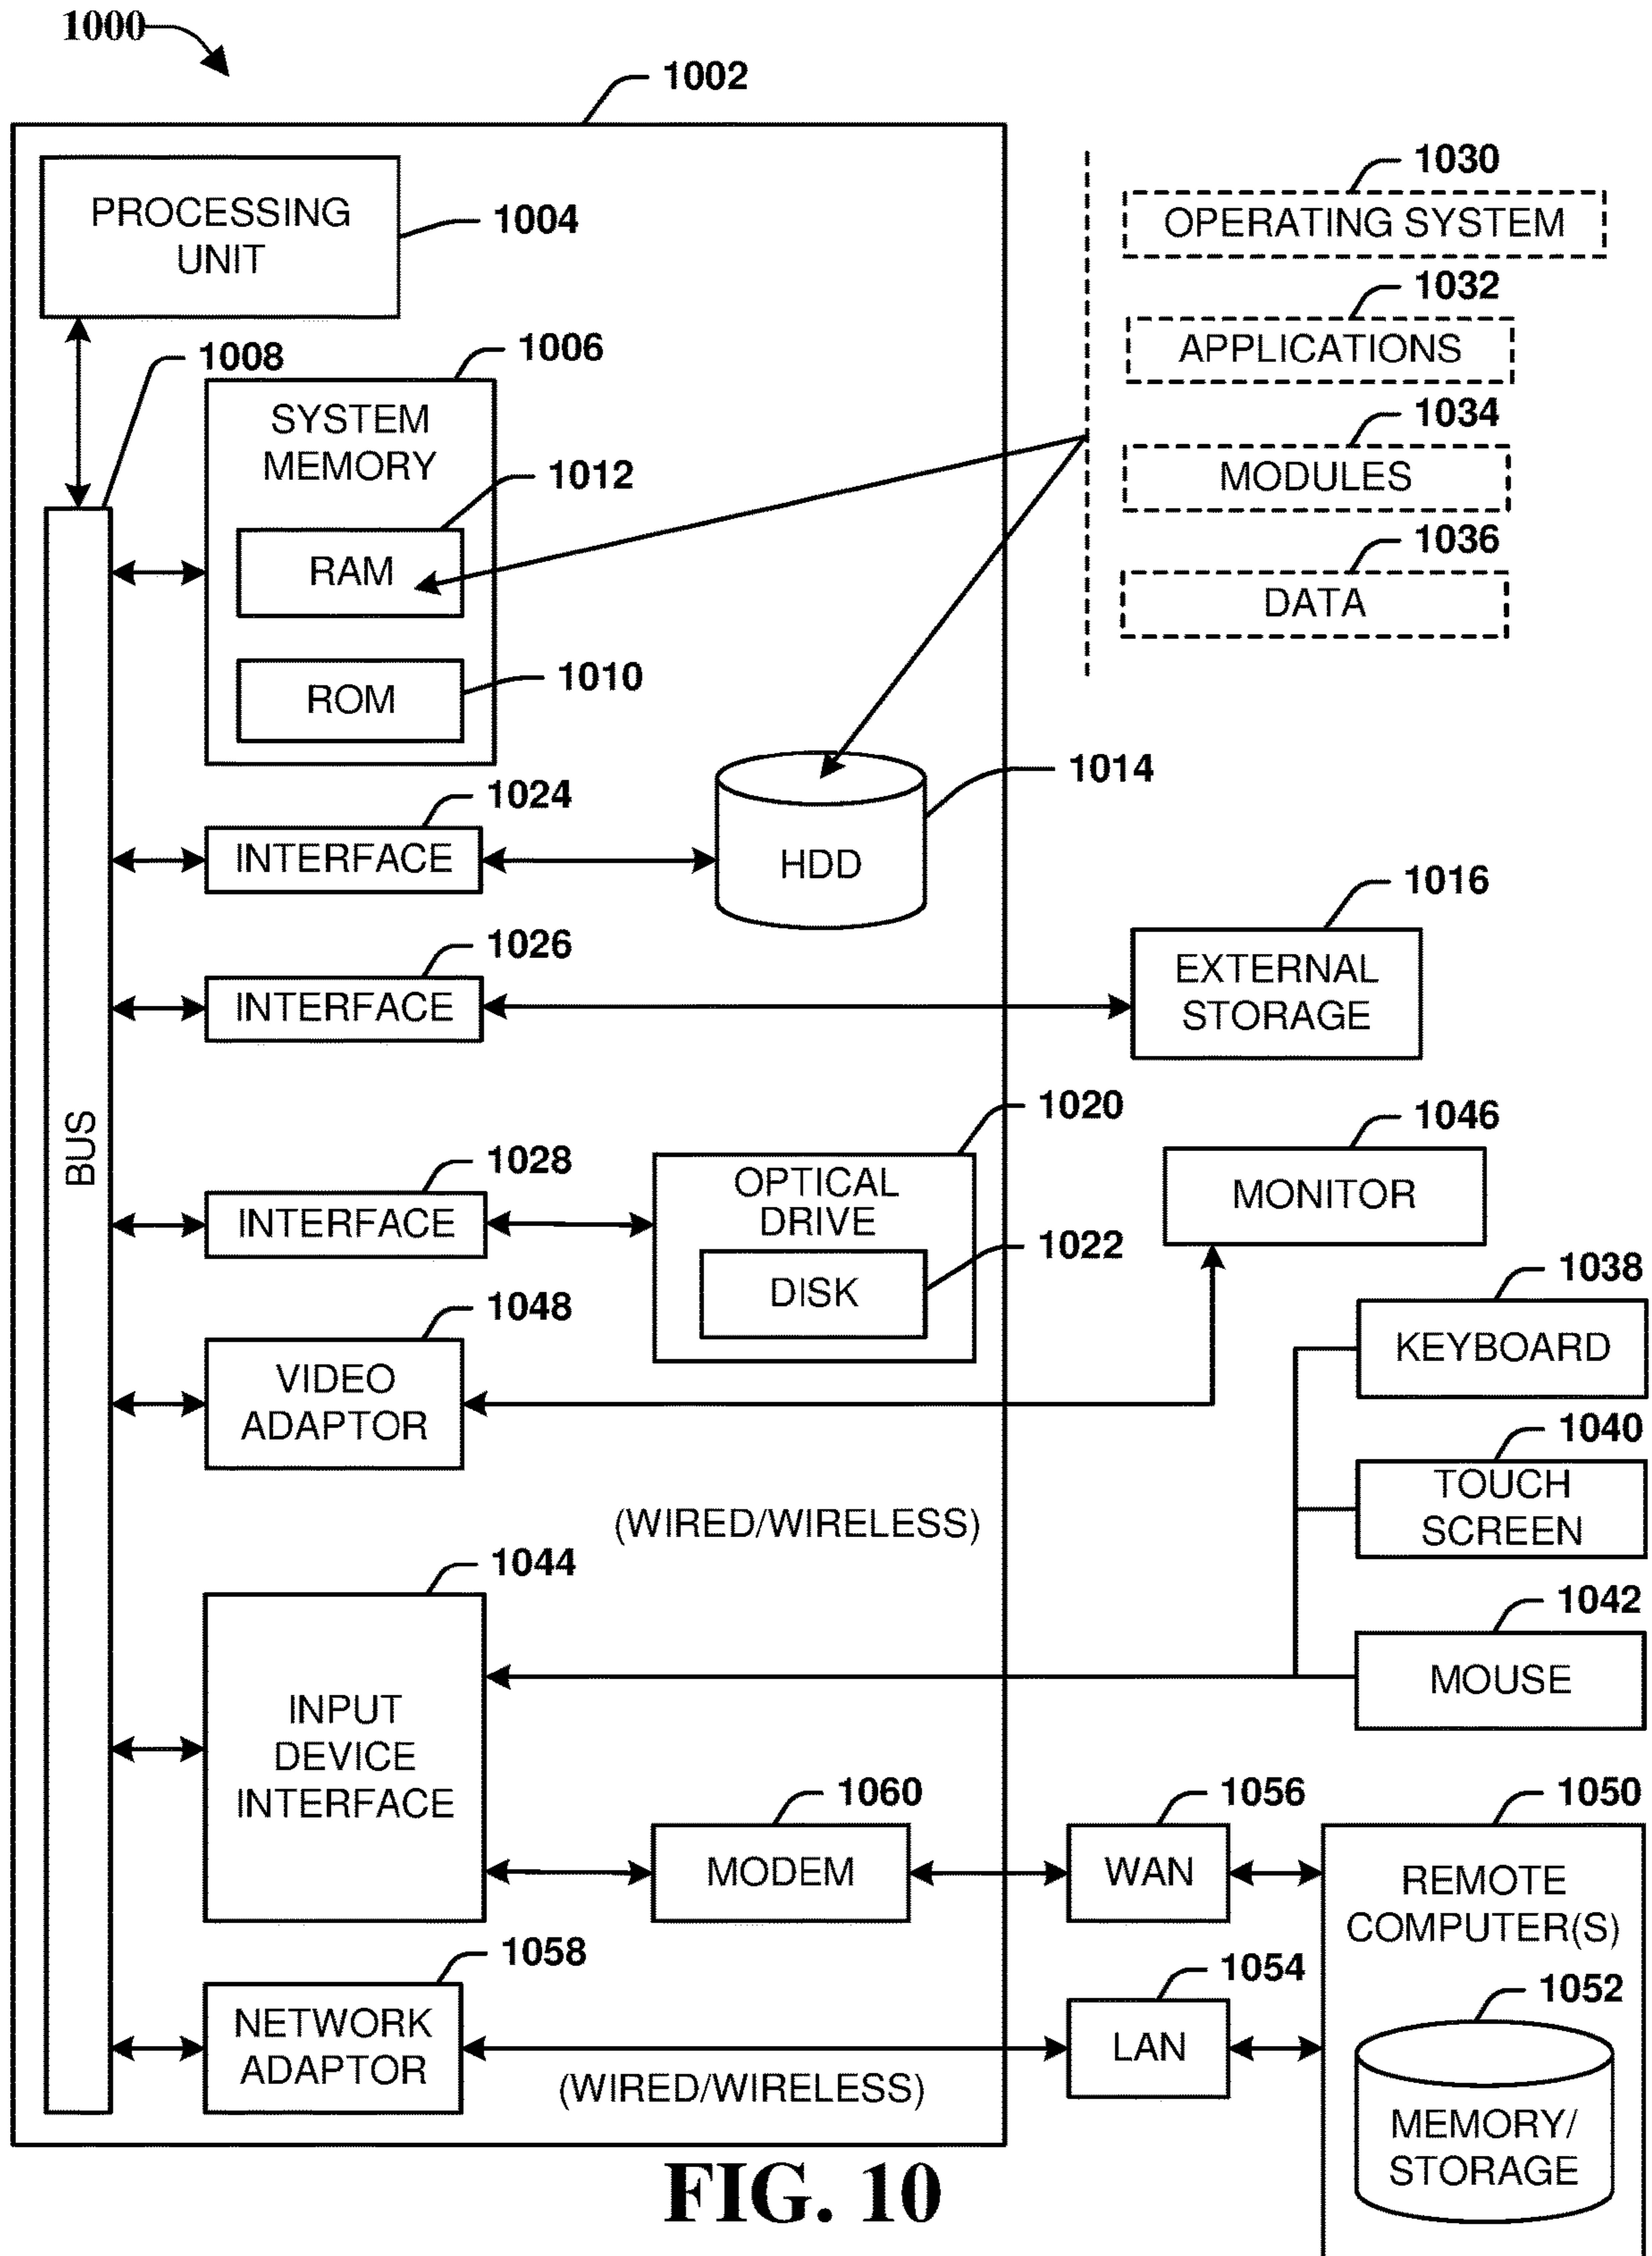 1000
1002
PROCESSING
UNIT
1004
1030
OPERATING SYSTEM
1032
APPLICATIONS
1034
MODULES
1036
DATA
1008
1006
SYSTEM
MEMORY
1012
RAM
1010
ROM
1014
HDD
1024
INTERFACE
1016
EXTERNAL
STORAGE
1026
INTERFACE
BUS
1020
OPTICAL
DRIVE
1022
DISK
1028
INTERFACE
1046
MONITOR
1048
VIDEO
ADAPTOR
1038
KEYBOARD
1040
TOUCH
SCREEN
(WIRED/WIRELESS)
1042
MOUSE
1044
INPUT
DEVICE
INTERFACE
1060
MODEM
1056
WAN
1050
REMOTE
COMPUTER(S)
1058
NETWORK
ADAPTOR
(WIRED/WIRELESS)
1054
LAN
1052
MEMORY/
STORAGE
FIG. 10